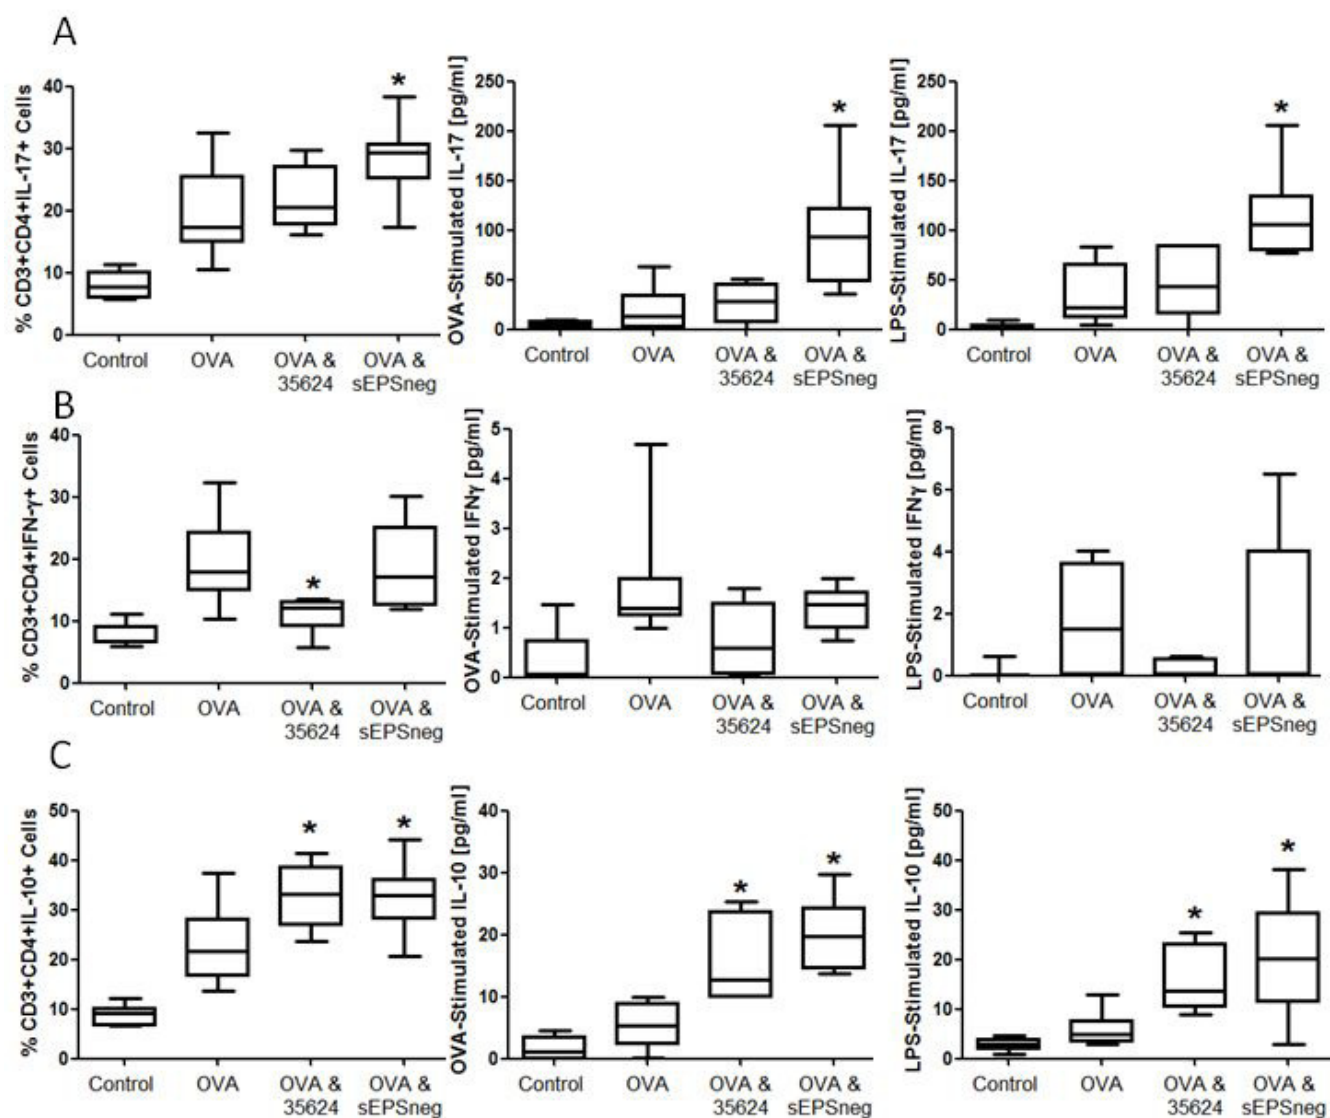 A
% CD3+CD4+IL-17+ Cells
40
30
20
10
0
*
Control
OVA
OVA &
35624
OVA &
sEPSneg
OVA-Stimulated IL-17 [pg/ml]
250
200
150
100
50
0
*
Control
OVA
OVA &
35624
OVA &
sEPSneg
LPS-Stimulated IL-17 [pg/ml]
250
200
150
100
50
0
*
Control
OVA
OVA &
35624
OVA &
sEPSneg
B
% CD3+CD4+IFN-γ+ Cells
40
30
20
10
0
*
Control
OVA
OVA &
35624
OVA &
sEPSneg
OVA-Stimulated IFNγ [pg/ml]
5
4
3
2
1
0
Control
OVA
OVA &
35624
OVA &
sEPSneg
LPS-Stimulated IFNγ [pg/ml]
8
6
4
2
0
Control
OVA
OVA &
35624
OVA &
sEPSneg
C
% CD3+CD4+IL-10+ Cells
50
40
30
20
10
0
*
*
Control
OVA
OVA &
35624
OVA &
sEPSneg
OVA-Stimulated IL-10 [pg/ml]
40
30
20
10
0
*
*
Control
OVA
OVA &
35624
OVA &
sEPSneg
LPS-Stimulated IL-10 [pg/ml]
50
40
30
20
10
0
*
*
Control
OVA
OVA &
35624
OVA &
sEPSneg